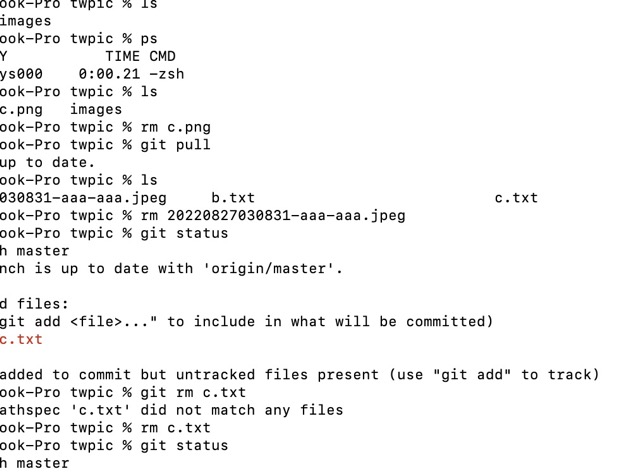 ook-Pro twpic % ls
images
ook-Pro twpic % ps
Y            TIME CMD
ys000    0:00.21 -zsh
ook-Pro twpic % ls
c.png   images
ook-Pro twpic % rm c.png
ook-Pro twpic % git pull
up to date.
ook-Pro twpic % ls
030831-aaa-aaa.jpeg     b.txt                           c.txt
ook-Pro twpic % rm 20220827030831-aaa-aaa.jpeg
ook-Pro twpic % git status
h master
nch is up to date with 'origin/master'.
d files:
git add <file>..." to include in what will be committed)
c.txt
added to commit but untracked files present (use "git add" to track)
ook-Pro twpic % git rm c.txt
athspec 'c.txt' did not match any files
ook-Pro twpic % rm c.txt
ook-Pro twpic % git status
h master